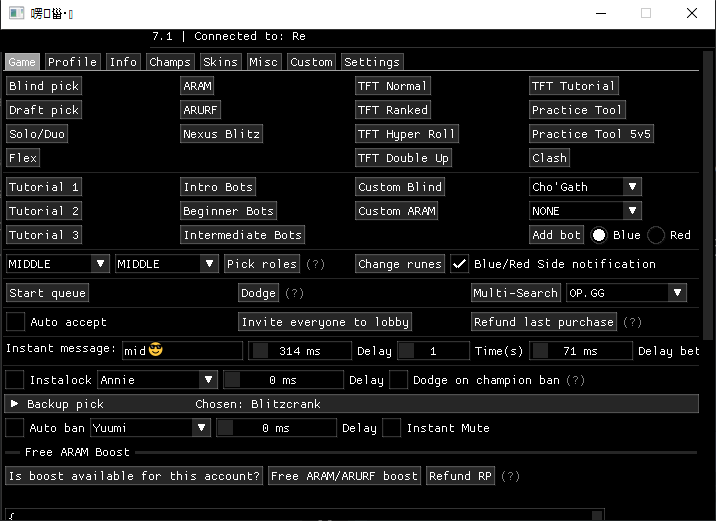 7.1 | Connected to: Re
Game Profile Info Champs Skins Misc Custom Settings
Blind pick ARAM TFT Normal TFT Tutorial
Draft pick ARURF TFT Ranked Practice Tool
Solo/Duo Nexus Blitz TFT Hyper Roll Practice Tool 5v5
Flex TFT Double Up Clash
Tutorial 1 Intro Bots Custom Blind Cho'Gath
Tutorial 2 Beginner Bots Custom ARAM NONE
Tutorial 3 Intermediate Bots Add bot Blue Red
MIDDLE MIDDLE Pick roles (?) Change runes Blue/Red Side notification
Start queue Dodge (?) Multi-Search OP.GG
Auto accept Invite everyone to lobby Refund last purchase (?)
Instant message: mid😎 314 ms Delay 1 Time(s) 71 ms Delay bet
Instalock Annie 0 ms Delay Dodge on champion ban (?)
Backup pick Chosen: Blitzcrank
Auto ban Yuumi 0 ms Delay Instant Mute
Free ARAM Boost
Is boost available for this account? Free ARAM/ARURF boost Refund RP (?)
{